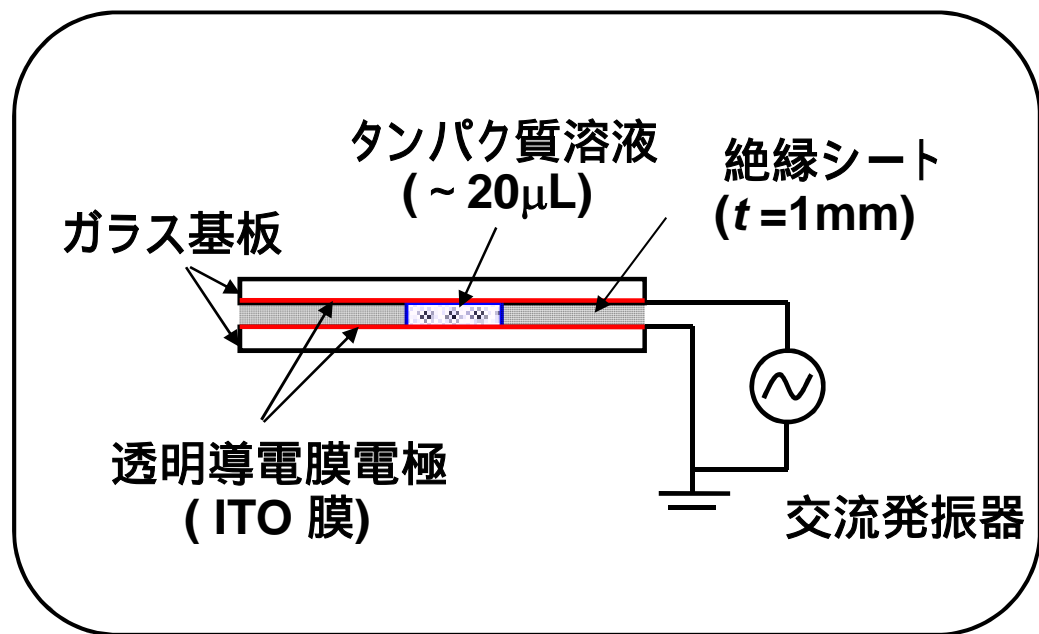 タンパク質溶液
( ~ 20μL)
絶縁シート
(t =1mm)
ガラス基板
透明導電膜電極
( ITO 膜)
交流発振器